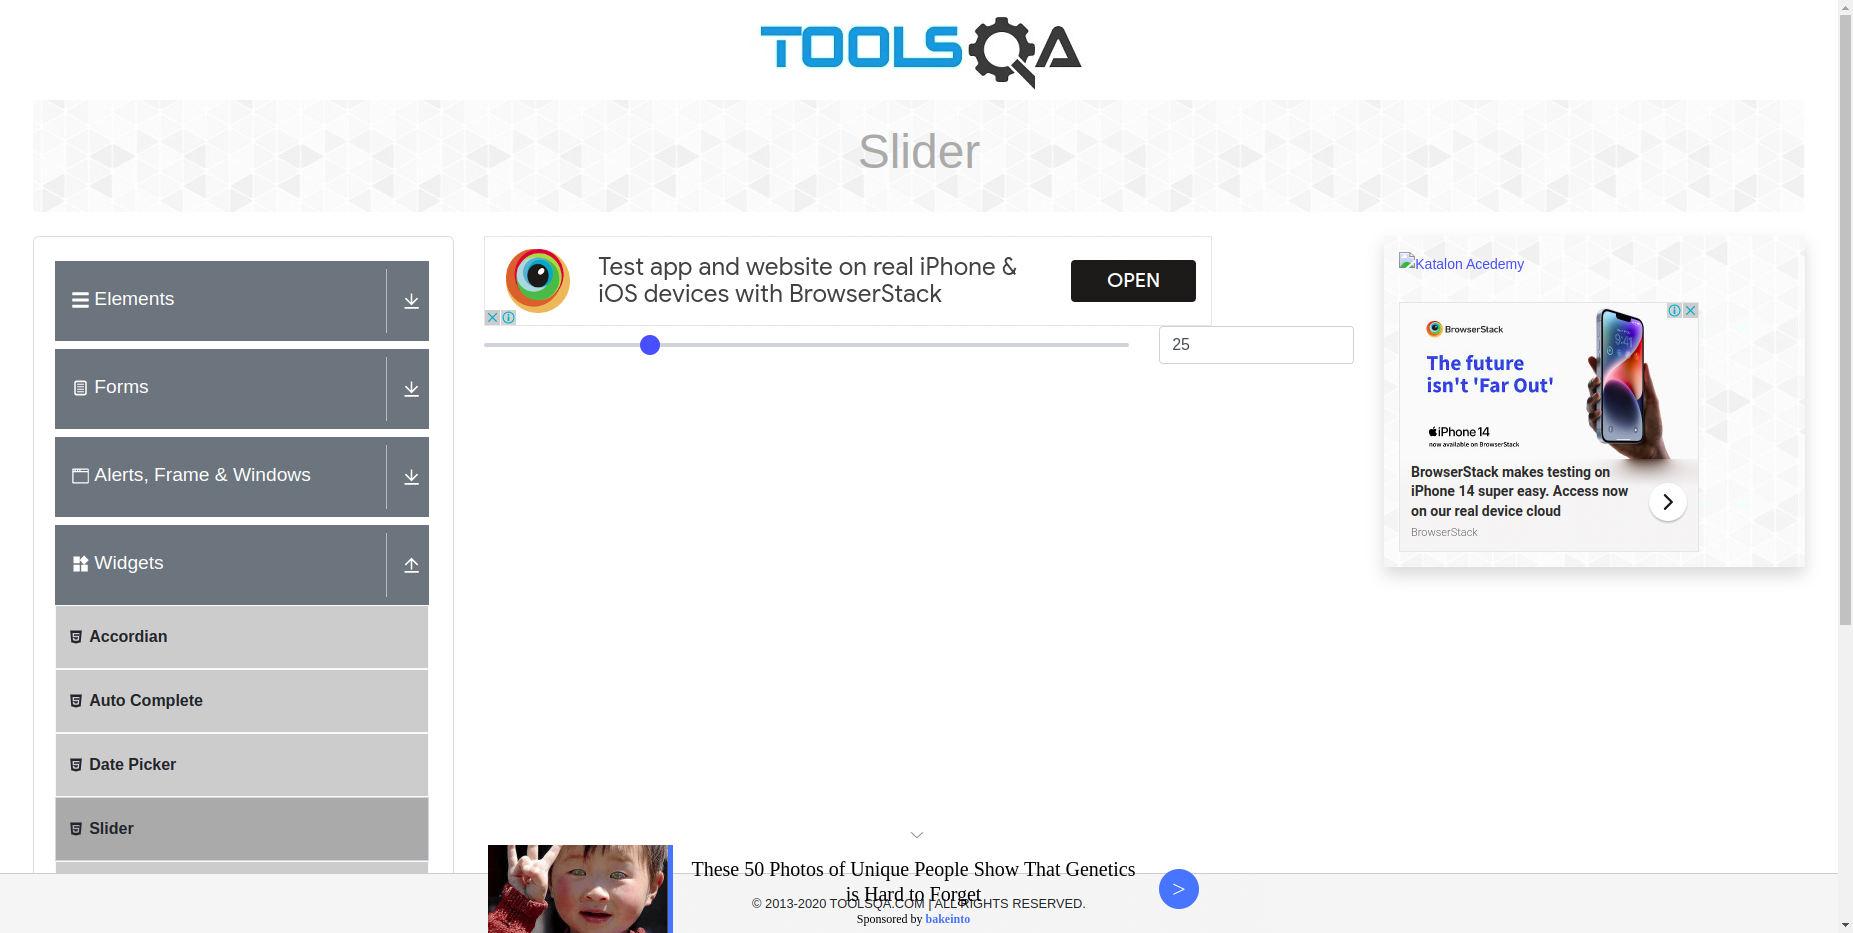 TOOLSQA
Slider
Elements
Forms
Alerts, Frame & Windows
Widgets
Accordian
Auto Complete
Date Picker
Slider
Test app and website on real iPhone &
iOS devices with BrowserStack
OPEN
25
Katalon Acedemy
BrowserStack
The future
isn't 'Far Out'
iPhone 14
now available on BrowserStack
BrowserStack makes testing on
iPhone 14 super easy. Access now
on our real device cloud
BrowserStack
These 50 Photos of Unique People Show That Genetics
is Hard to Forget
>
© 2013-2020 TOOLSQA.COM | ALL RIGHTS RESERVED.
Sponsored by bakeinto